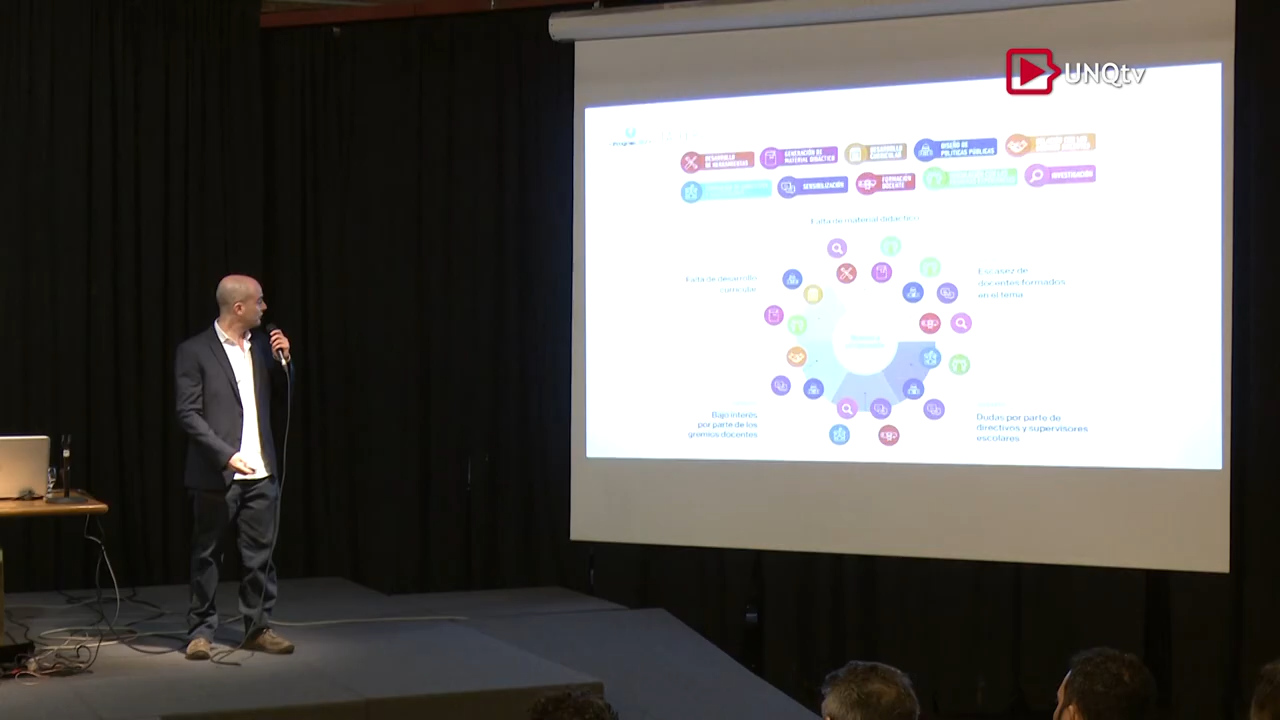 UNQtv
DESARROLLO
DE HERRAMIENTAS
GENERACIÓN DE
MATERIAL DIDÁCTICO
DESARROLLO
CURRICULAR
DISEÑO DE
POLÍTICAS PÚBLICAS
SENSIBILIZACIÓN
FORMACIÓN
DOCENTE
INVESTIGACIÓN
Falta de material didáctico
Falta de desarrollo
curricular
Escasez de
docentes formados
en el tema
Bajo interés
por parte de los
gremios docentes
Dudas por parte de
directivos y supervisores
escolares